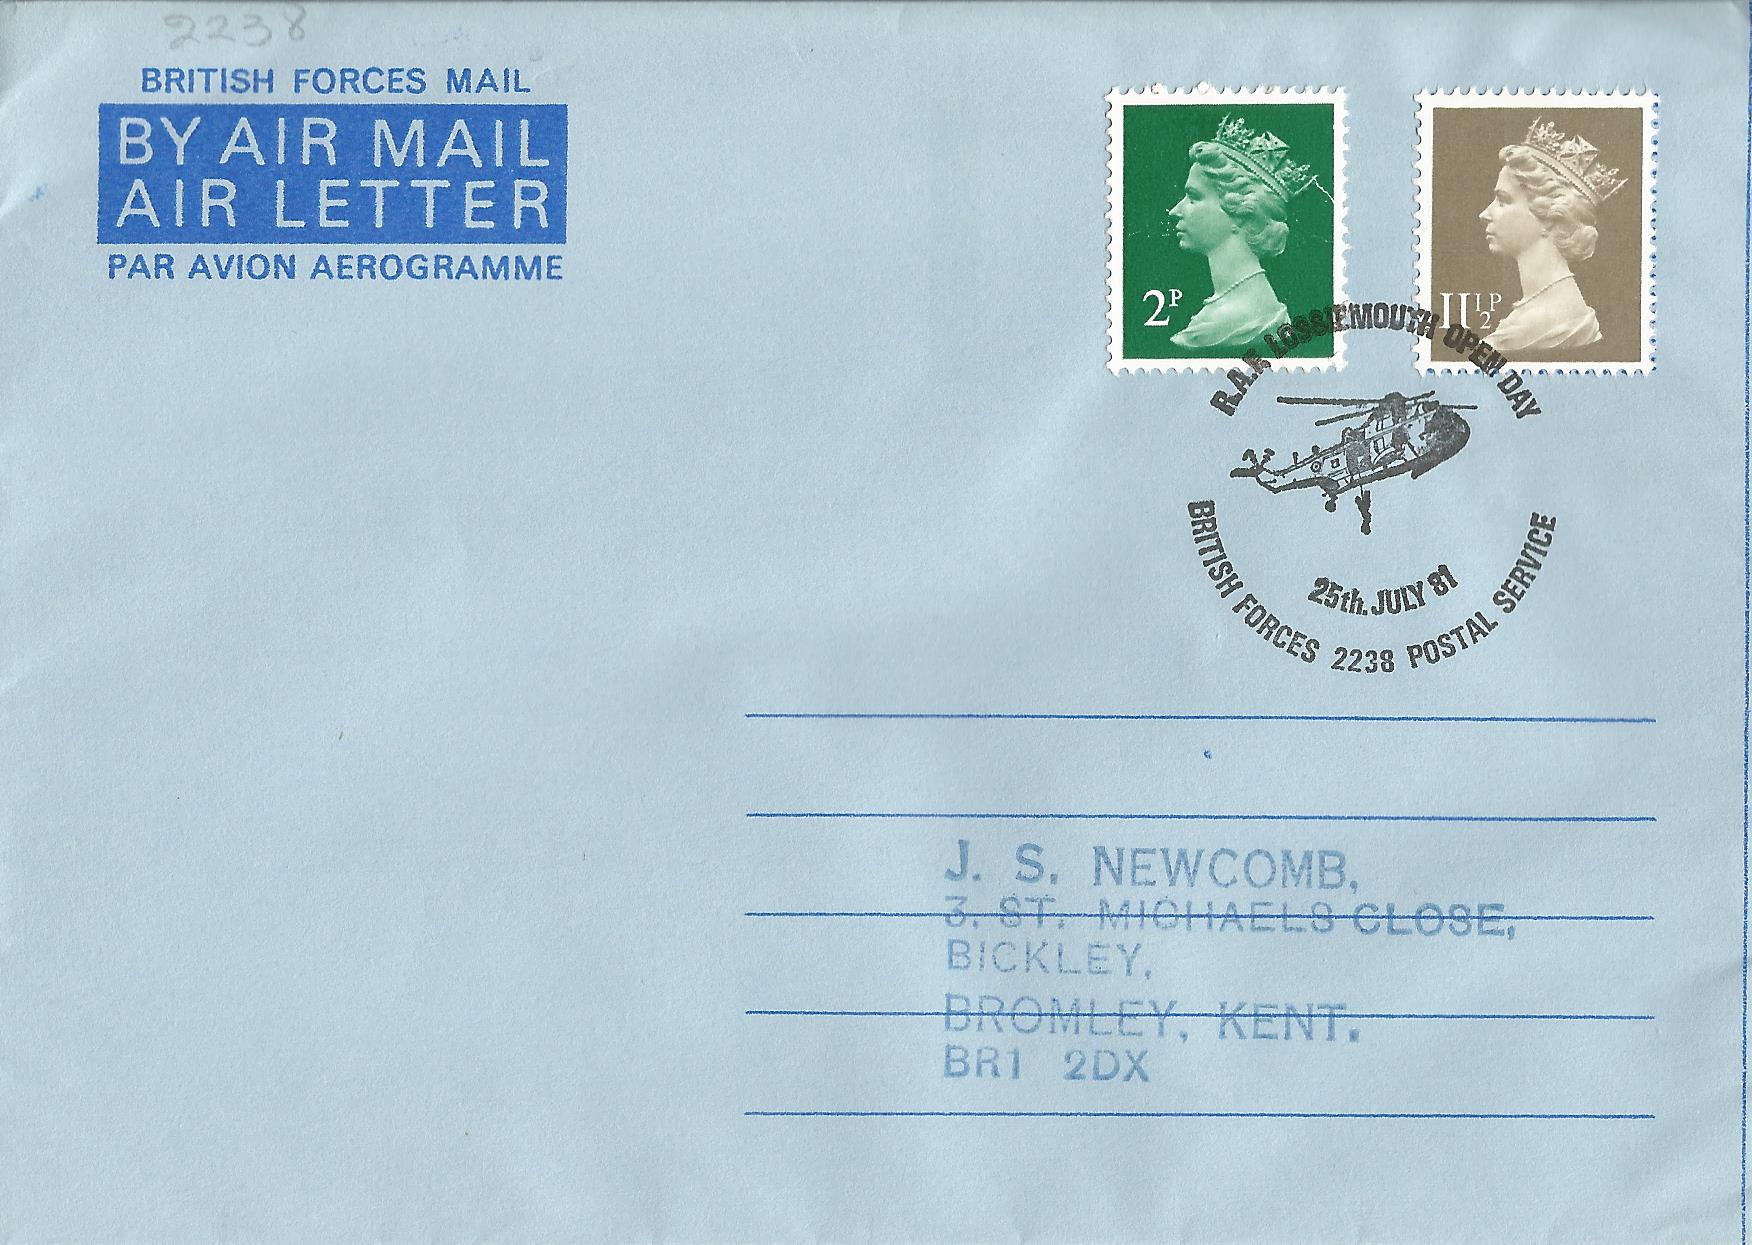 2238
BRITISH FORCES MAIL
BY AIR MAIL
AIR LETTER
PAR AVION AEROGRAMME
2P
11½P
R.A.F. LOSSIEMOUTH OPEN DAY
25th. JULY 81
BRITISH FORCES 2238 POSTAL SERVICE
J. S. NEWCOMB,
3, ST. MICHAELS CLOSE,
BICKLEY,
BROMLEY, KENT.
BR1 2DX